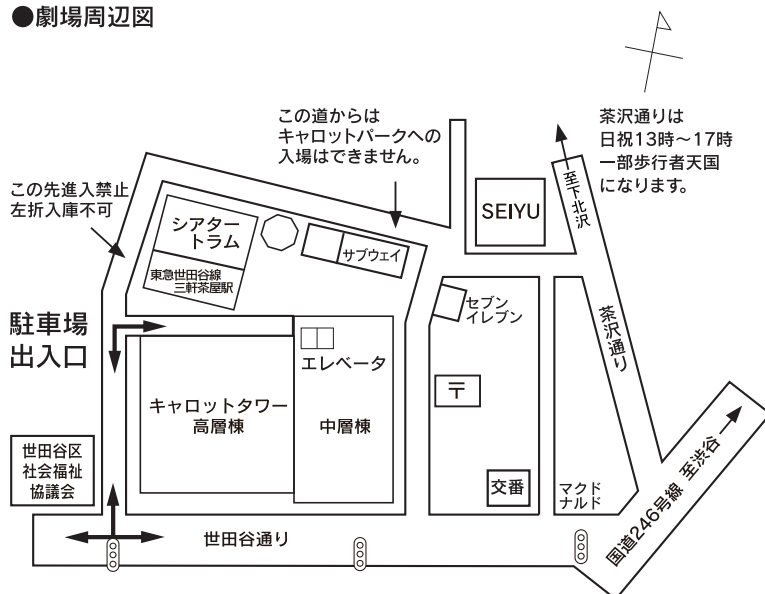 ●劇場周辺図
この道からは
キャロットパークへの
入場はできません。
茶沢通りは
日祝13時～17時
一部歩行者天国
になります。
この先進入禁止
左折入庫不可
至下北沢
SEIYU
シアター
トラム
サブウェイ
東急世田谷線
三軒茶屋駅
セブン
イレブン
茶沢通り
駐車場
出入口
エレベータ
〒
キャロットタワー
高層棟
中層棟
世田谷区
社会福祉
協議会
交番
マクド
ナルド
国道246号線 至渋谷
世田谷通り